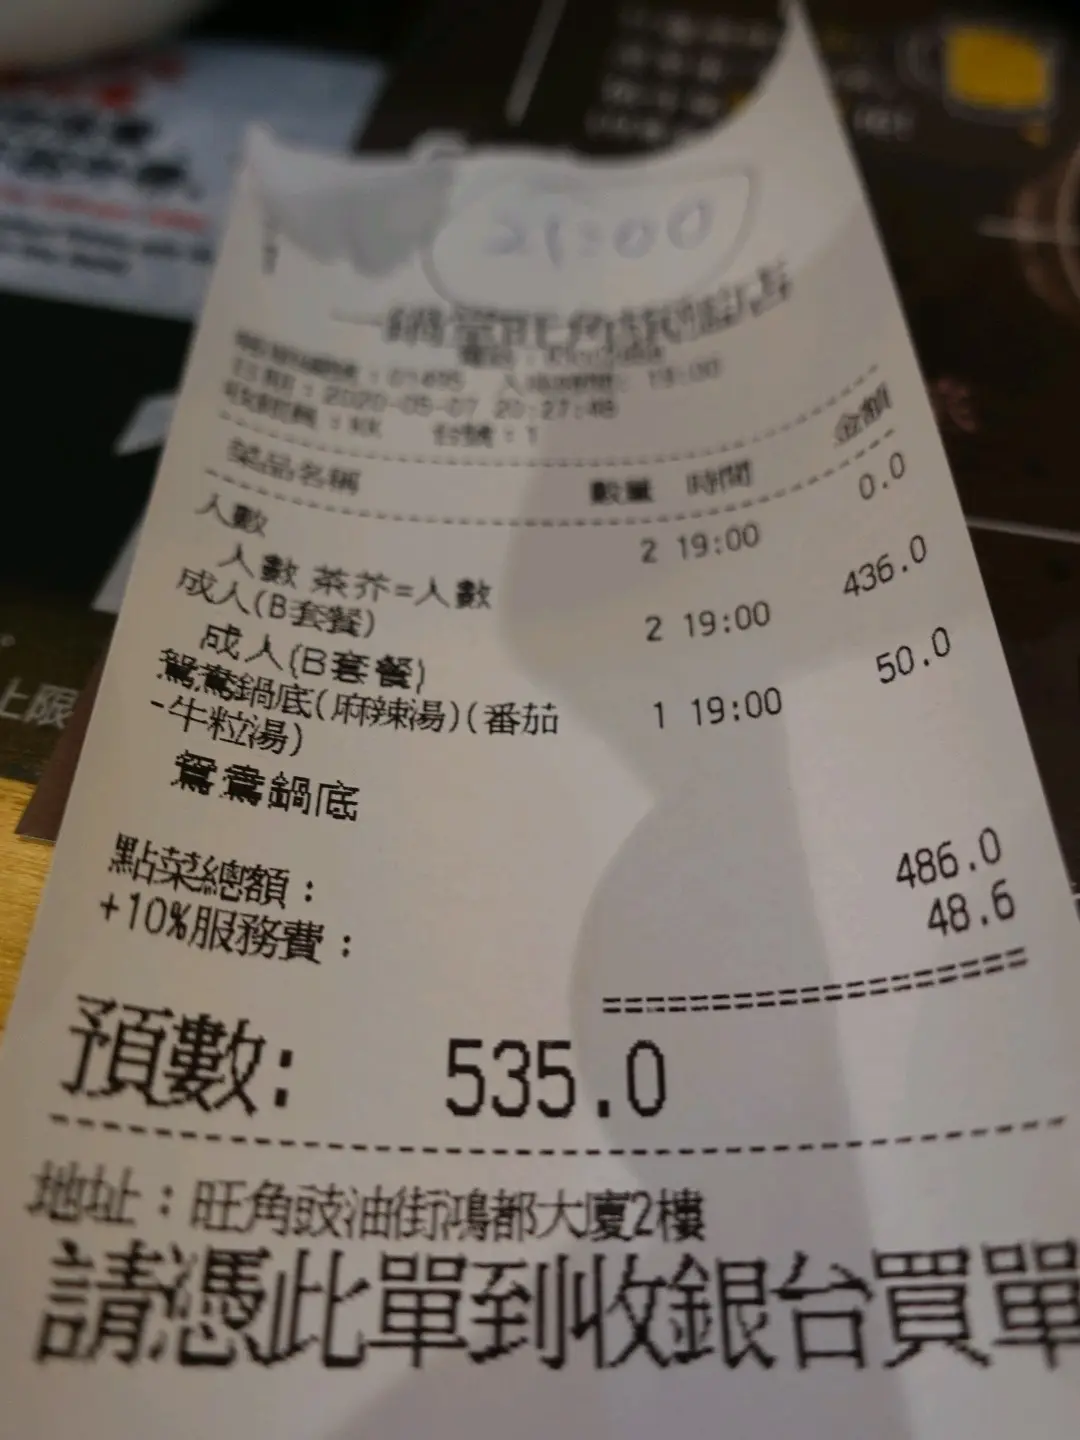 21:00
一鍋堂旺角旗艦店
日期：2020-05-07 20:27:48
台號：1
菜品名稱 數量 時間 金額
人數 2 19:00 0.0
人數 茶芥=人數
成人(B套餐) 2 19:00 436.0
成人(B套餐)
鴛鴦鍋底(麻辣湯)(番茄 1 19:00 50.0
-牛粒湯)
鴛鴦鍋底
點菜總額： 486.0
+10%服務費： 48.6
預數: 535.0
地址：旺角豉油街鴻都大廈2樓
請憑此單到收銀台買單